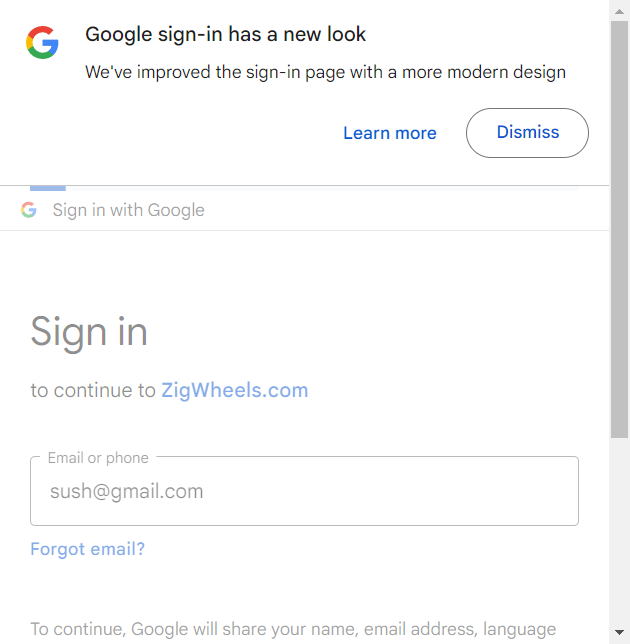 Google sign-in has a new look
We've improved the sign-in page with a more modern design
Learn more
Dismiss
Sign in with Google
Sign in
to continue to ZigWheels.com
Email or phone
sush@gmail.com
Forgot email?
To continue, Google will share your name, email address, language